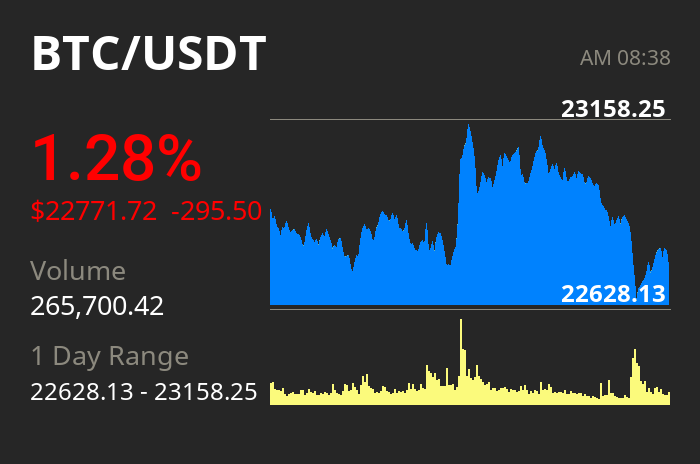 BTC/USDT
AM 08:38
23158.25
1.28%
$22771.72 -295.50
Volume
265,700.42
22628.13
1 Day Range
22628.13 - 23158.25